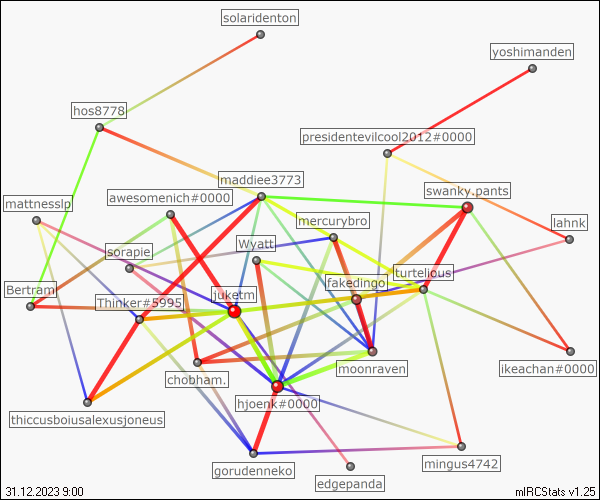 solaridenton
yoshimanden
hos8778
presidentevilcool2012#0000
maddiee3773
swanky.pants
awesomenich#0000
mattnesslp
mercurybro
lahnk
Wyatt
sorapie
turtelicus
fakedingo
Bertram
juketm
Thinker#5995
moonraven
ikeachan#0000
chobham.
hjoenk#0000
thiccusboiusalexusjoneus
mingus4742
gorudenneko
edgepanda
31.12.2023 9:00
mIRCStats v1.25